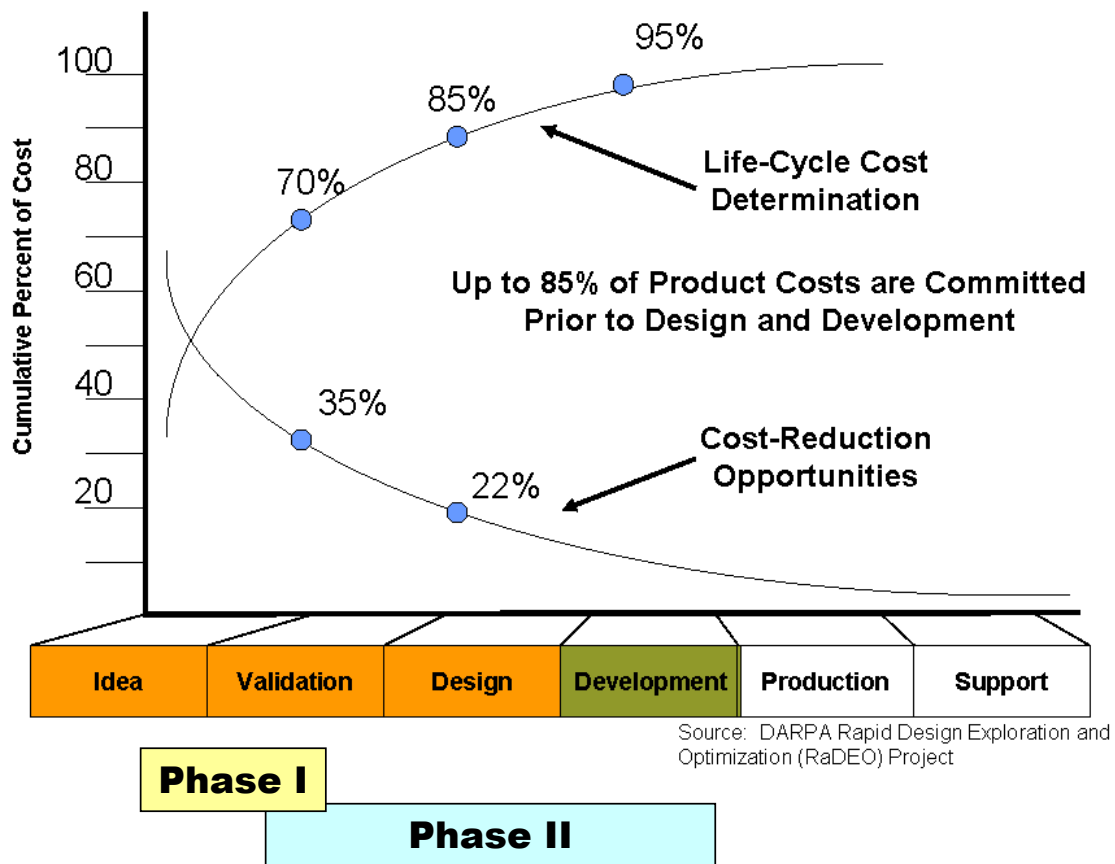 95%
100
85%
80
70%
Life-Cycle Cost
Determination
60
Up to 85% of Product Costs are Committed
Prior to Design and Development
Cumulative Percent of Cost
40
35%
Cost-Reduction
Opportunities
22%
20
Idea
Validation
Design
Development
Production
Support
Source: DARPA Rapid Design Exploration and
Optimization (RaDEO) Project
Phase I
Phase II